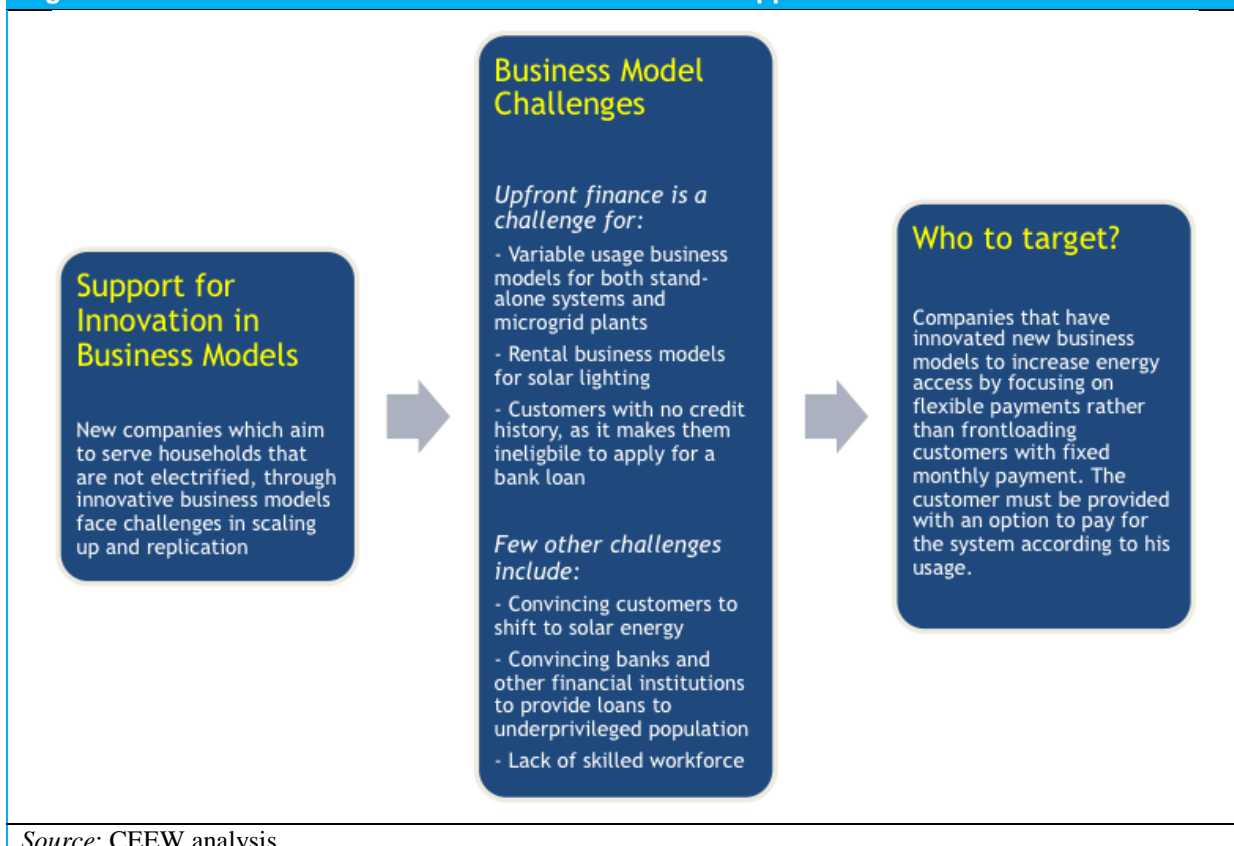 Support for
Innovation in
Business Models
New companies which aim
to serve households that
are not electrified, through
innovative business models
face challenges in scaling
up and replication
Business Model
Challenges
Upfront finance is a
challenge for:
- Variable usage business
models for both stand-
alone systems and
microgrid plants
- Rental business models
for solar lighting
- Customers with no credit
history, as it makes them
ineligbile to apply for a
bank loan
Few other challenges
include:
- Convincing customers to
shift to solar energy
- Convincing banks and
other financial institutions
to provide loans to
underprivileged population
- Lack of skilled workforce
Who to target?
Companies that have
innovated new business
models to increase energy
access by focusing on
flexible payments rather
than frontloading
customers with fixed
monthly payment. The
customer must be provided
with an option to pay for
the system according to his
usage.
Source: CEEW analysis